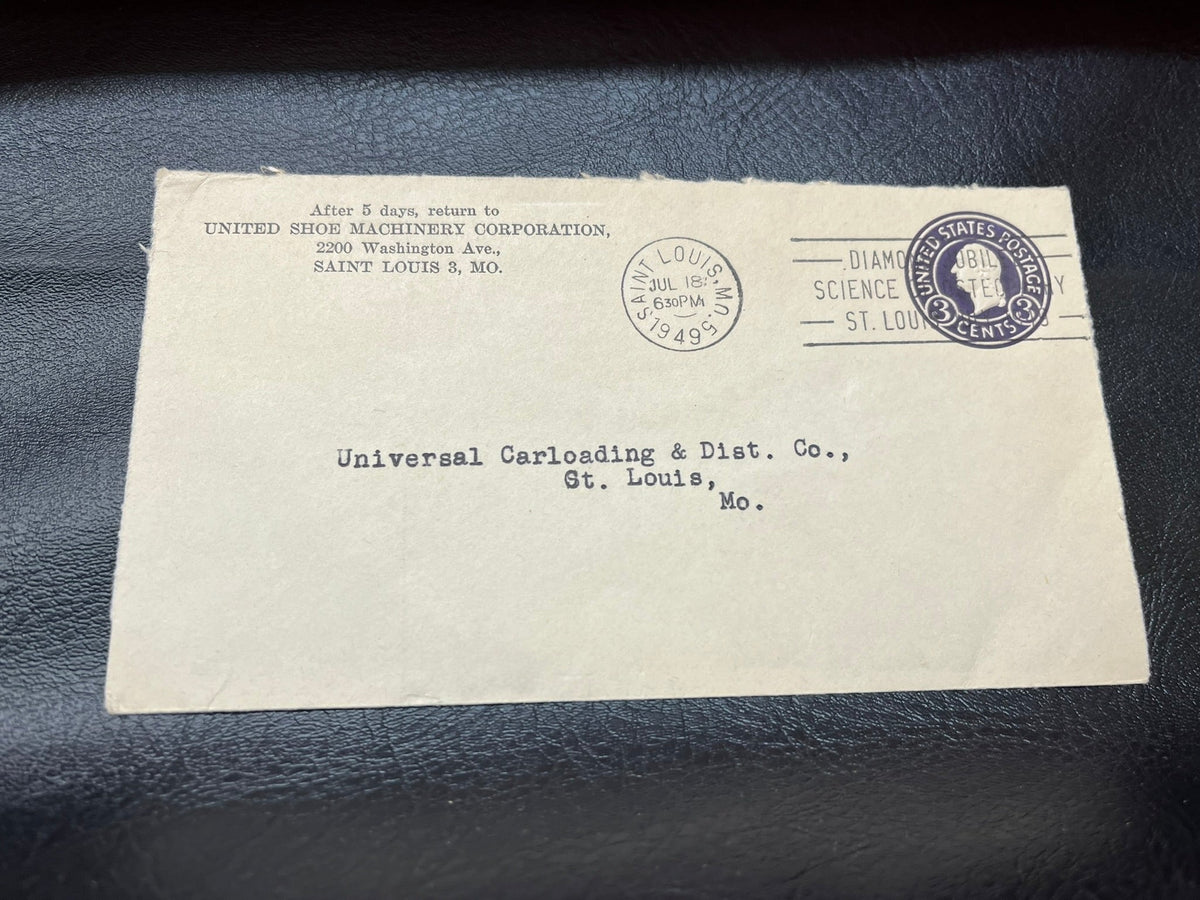 After 5 days, return to
UNITED SHOE MACHINERY CORPORATION,
2200 Washington Ave.,
SAINT LOUIS 3, MO.
SAINT LOUIS, MO. 5
JUL 18
6 30 PM
1949
DIAMO UBIL
SCIENCE
ST. LOU
UNITED STATES POSTAGE
3 CENTS 3
Universal Carloading & Dist. Co.,
St. Louis,
Mo.